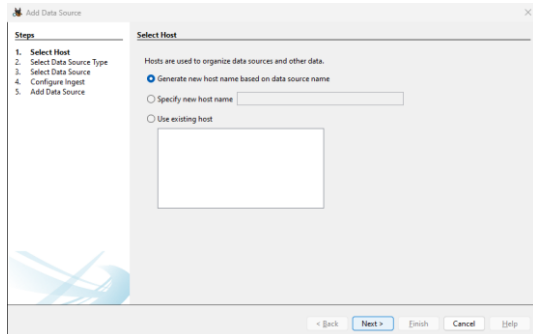 Add Data Source
Steps
1. Select Host
2. Select Data Source Type
3. Select Data Source
4. Configure Ingest
5. Add Data Source
Select Host
Hosts are used to organize data sources and other data.
Generate new host name based on data source name
Specify new host name
Use existing host
< Back
Next >
Finish
Cancel
Help